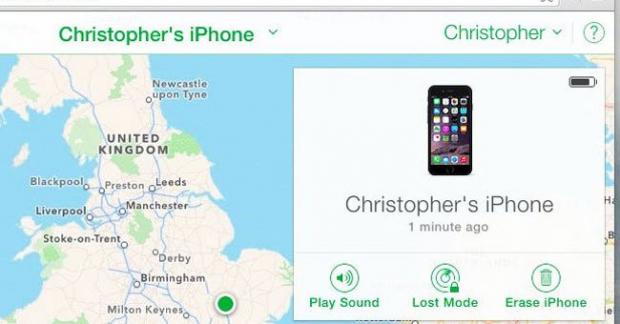 Christopher's iPhone
Christopher
?
Newcastle
upon Tyne
UNITED
KINGDOM
Blackpool
Preston
Leeds
Liverpool
Manchester
Stoke-on-Trent
Derby
Birmingham
Milton Keynes
Christopher's iPhone
1 minute ago
Play Sound
Lost Mode
Erase iPhone